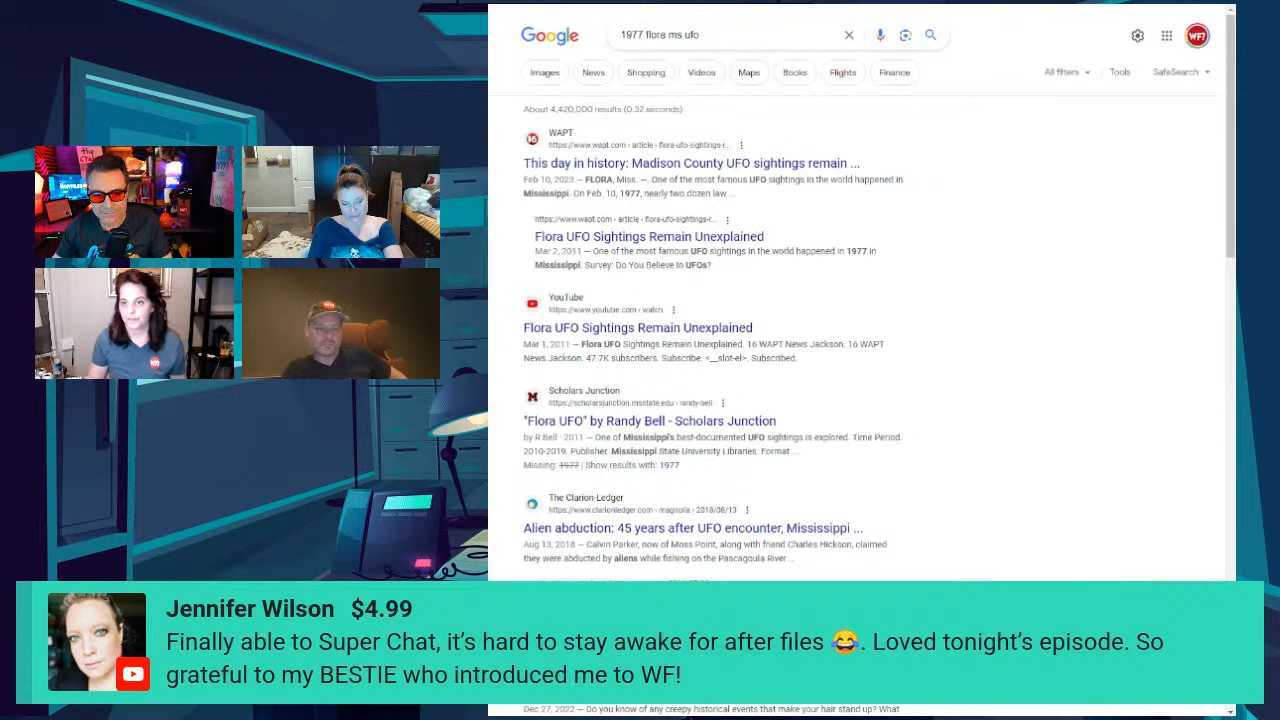 Google
1977 flora ms ufo
WF7
Images
News
Shopping
Videos
Maps
Books
Flights
Finance
All filters
Tools
SafeSearch
About 4,420,000 results (0.32 seconds)
WAPT
https://www.wapt.com › article › flora-ufo-sightings-r...
This day in history: Madison County UFO sightings remain ...
Feb 10, 2023 — FLORA, Miss. —. One of the most famous UFO sightings in the world happened in
Mississippi. On Feb. 10, 1977, nearly two dozen law ...
https://www.wapt.com › article › flora-ufo-sightings-r...
Flora UFO Sightings Remain Unexplained
Mar 2, 2011 — One of the most famous UFO sightings in the world happened in 1977 in
Mississippi. Survey: Do You Believe In UFOs?
YouTube
https://www.youtube.com › watch
Flora UFO Sightings Remain Unexplained
Mar 1, 2011 — Flora UFO Sightings Remain Unexplained. 16 WAPT News Jackson. 16 WAPT
News Jackson. 47.7K subscribers. Subscribe. <__slot-el>. Subscribed.
Scholars Junction
https://scholarsjunction.msstate.edu › randy-bell
"Flora UFO" by Randy Bell - Scholars Junction
by R Bell · 2011 — One of Mississippi's best-documented UFO sightings is explored. Time Period.
2010-2019. Publisher. Mississippi State University Libraries. Format ...
Missing: 1977 | Show results with: 1977
The Clarion-Ledger
https://www.clarionledger.com › magnolia › 2018/08/13
Alien abduction: 45 years after UFO encounter, Mississippi ...
Aug 13, 2018 — Calvin Parker, now of Moss Point, along with friend Charles Hickson, claimed
they were abducted by aliens while fishing on the Pascagoula River ...
Jennifer Wilson $4.99
Finally able to Super Chat, it's hard to stay awake for after files 😂. Loved tonight's episode. So
grateful to my BESTIE who introduced me to WF!
Dec 27, 2022 — Do you know of any creepy historical events that make your hair stand up? What